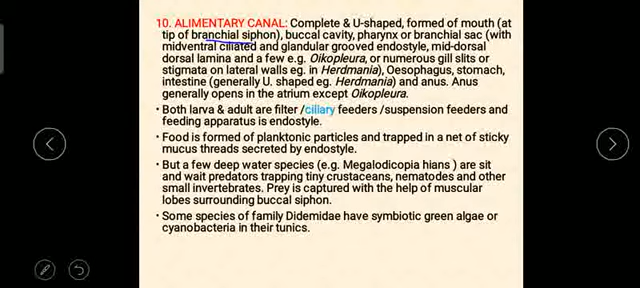 10. ALIMENTARY CANAL: Complete & U-shaped, formed of mouth (at
tip of branchial siphon), buccal cavity, pharynx or branchial sac (with
midventral ciliated and glandular grooved endostyle, mid-dorsal
dorsal lamina and a few e.g. Oikopleura, or numerous gill slits or
stigmata on lateral walls eg. in Herdmania), Oesophagus, stomach,
intestine (generally U. shaped eg. Herdmania) and anus. Anus
generally opens in the atrium except Oikopleura.
• Both larva & adult are filter /ciliary feeders /suspension feeders and
feeding apparatus is endostyle.
• Food is formed of planktonic particles and trapped in a net of sticky
mucus threads secreted by endostyle.
• But a few deep water species (e.g. Megalodicopia hians ) are sit
and wait predators trapping tiny crustaceans, nematodes and other
small invertebrates. Prey is captured with the help of muscular
lobes surrounding buccal siphon.
• Some species of family Didemidae have symbiotic green algae or
cyanobacteria in their tunics.